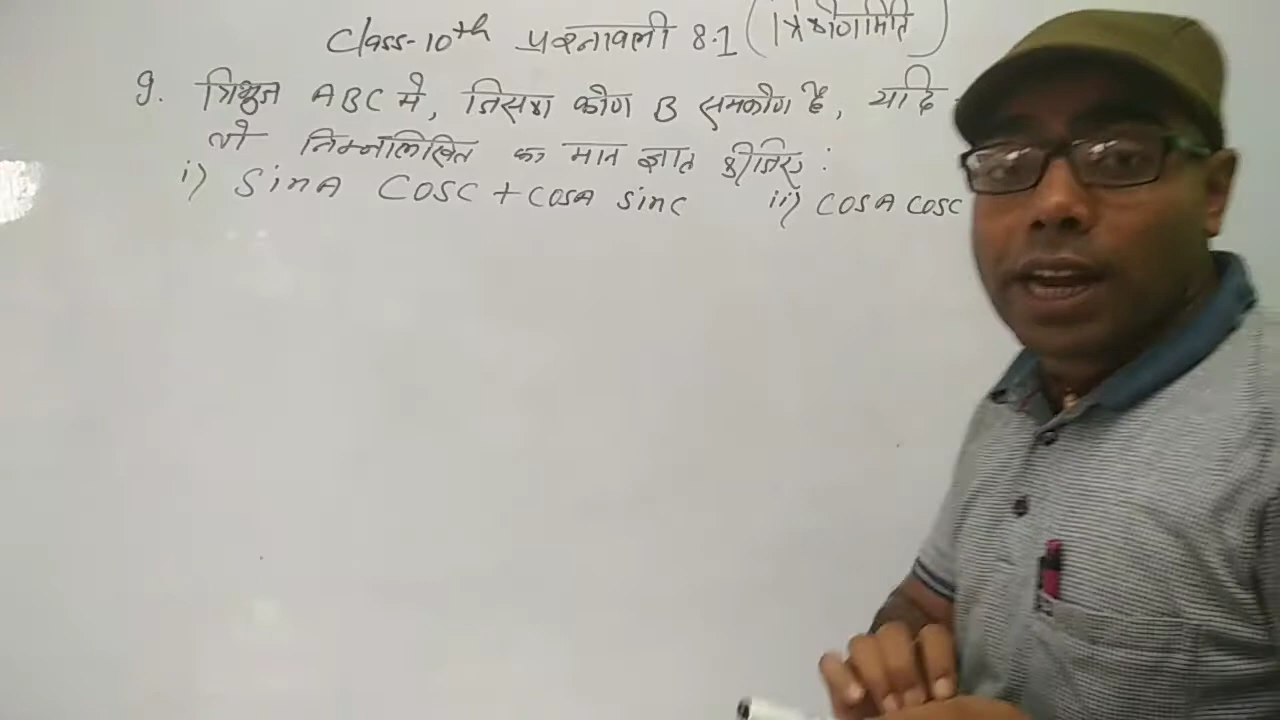 Class-10th प्रश्नावली 8.1 (त्रिकोणमिति)
9. त्रिभुज ABC में, जिसका कोण B समकोण है, यदि
तो निम्नलिखित का मान ज्ञात कीजिए :
i) SinA COSC + COSA sinc ii) COSA COSC